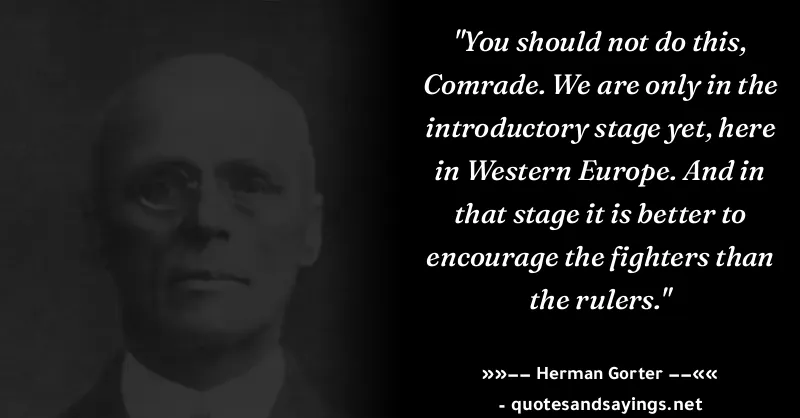 "You should not do this,
Comrade. We are only in the
introductory stage yet, here
in Western Europe. And in
that stage it is better to
encourage the fighters than
the rulers."
»»−− Herman Gorter −−««
- quotesandsayings.net